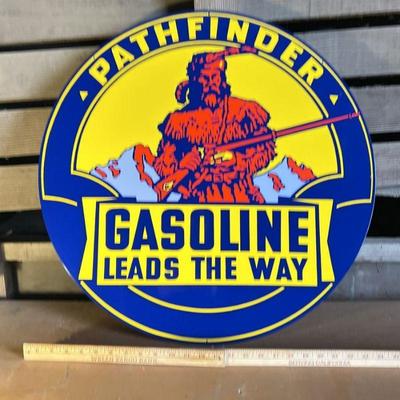 PATHFINDER
GASOLINE
LEADS THE WAY